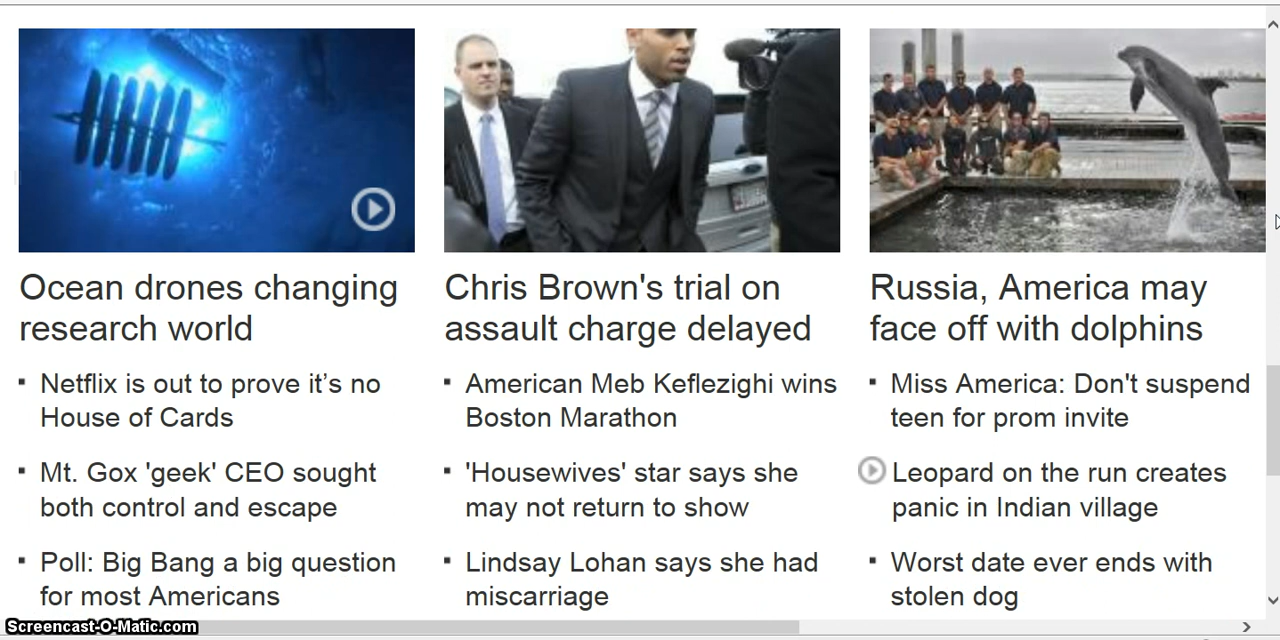 Ocean drones changing
research world
▪ Netflix is out to prove it’s no
House of Cards
▪ Mt. Gox 'geek' CEO sought
both control and escape
▪ Poll: Big Bang a big question
for most Americans
Chris Brown's trial on
assault charge delayed
▪ American Meb Keflezighi wins
Boston Marathon
▪ 'Housewives' star says she
may not return to show
▪ Lindsay Lohan says she had
miscarriage
Russia, America may
face off with dolphins
▪ Miss America: Don't suspend
teen for prom invite
Leopard on the run creates
panic in Indian village
▪ Worst date ever ends with
stolen dog
Screencast-O-Matic.com